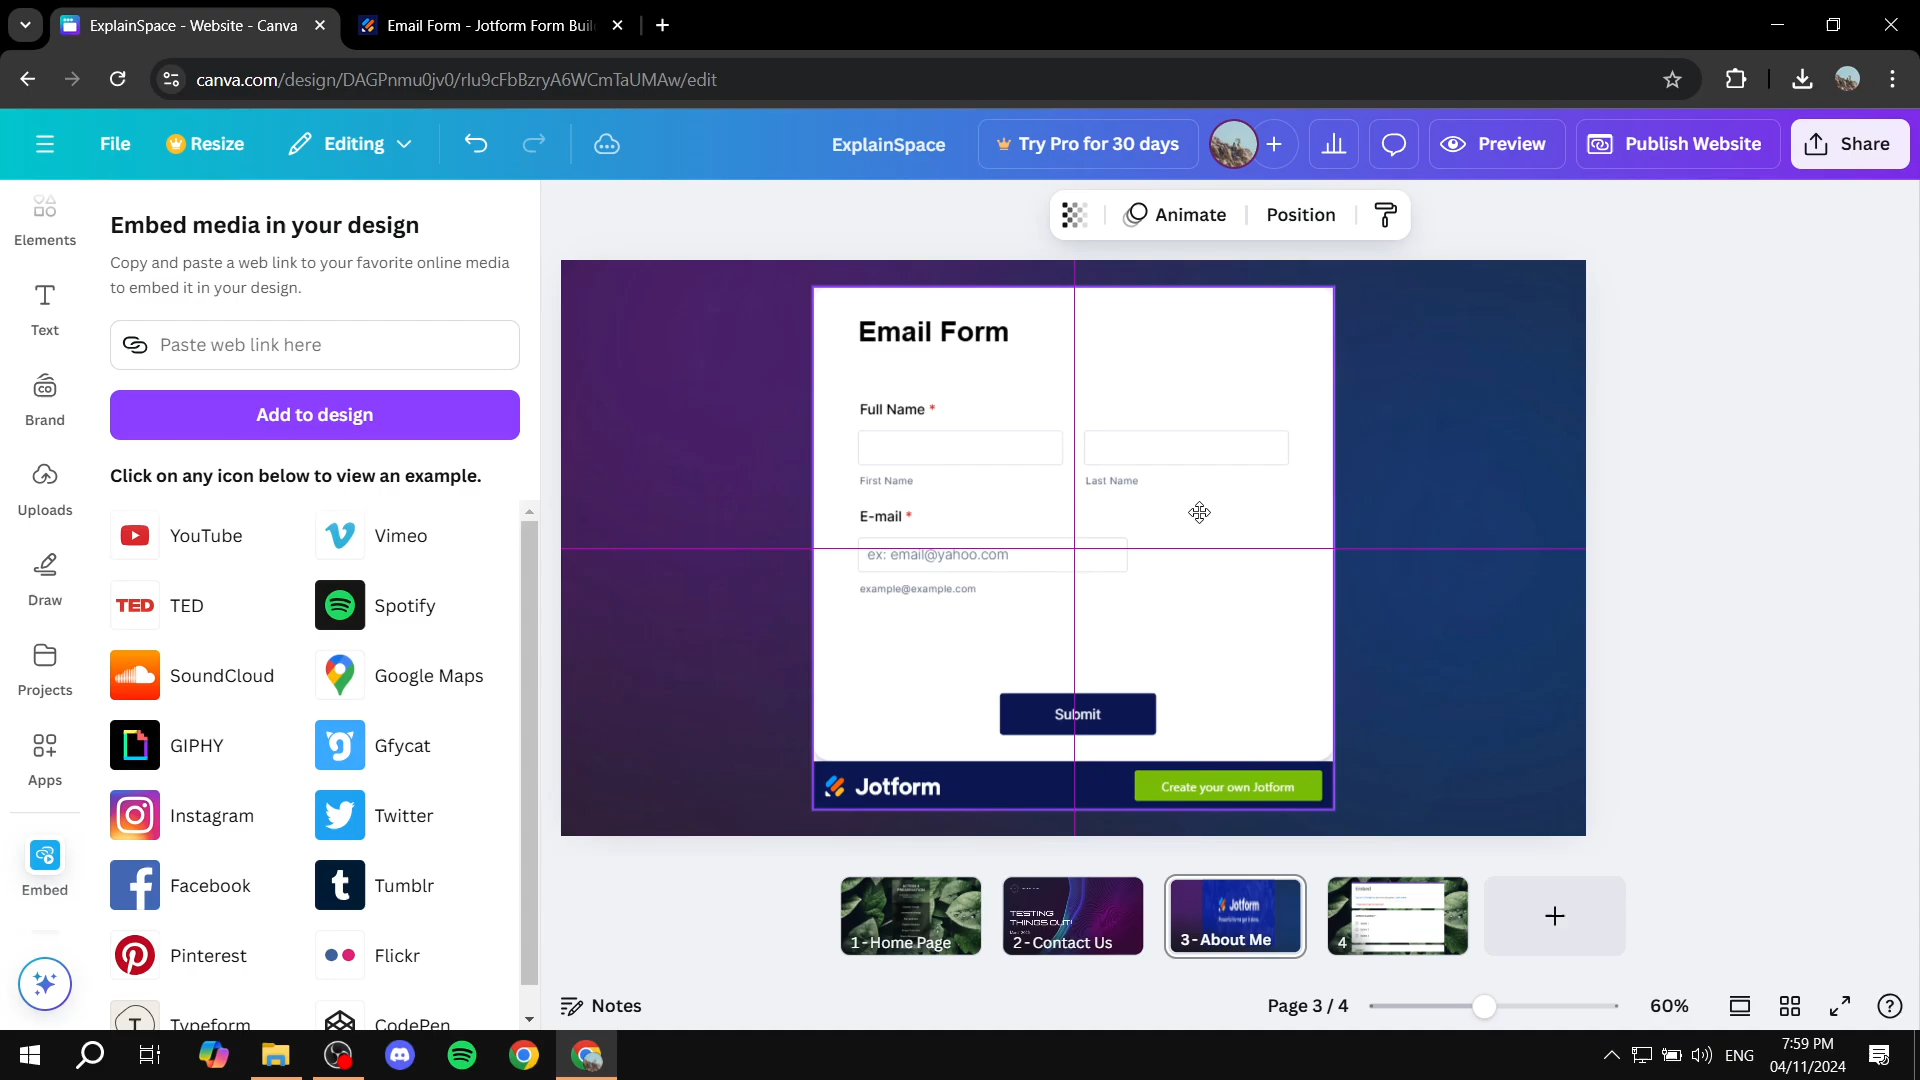 ExplainSpace - Website - Canva
Email Form - Jotform Form Buil
canva.com/design/DAGPnmu0jv0/rIu9cFbBzryA6WCmTaUMAw/edit
File
Resize
Editing
ExplainSpace
Try Pro for 30 days
Preview
Publish Website
Share
Elements
Text
Brand
Uploads
Draw
Projects
Apps
Embed
Embed media in your design
Copy and paste a web link to your favorite online media
to embed it in your design.
Paste web link here
Add to design
Click on any icon below to view an example.
YouTube
Vimeo
TED
TED
Spotify
SoundCloud
Google Maps
GIPHY
Gfycat
Instagram
Twitter
Facebook
Tumblr
Pinterest
Flickr
Typeform
CodePen
Animate
Position
Email Form
Full Name *
First Name
Last Name
E-mail *
ex: email@yahoo.com
example@example.com
Submit
Jotform
Create your own Jotform
1 - Home Page
TESTING
THINGS OUT!
2 - Contact Us
Jotform
3 - About Me
4
Notes
Page 3 / 4
60%
ENG
7:59 PM
04/11/2024